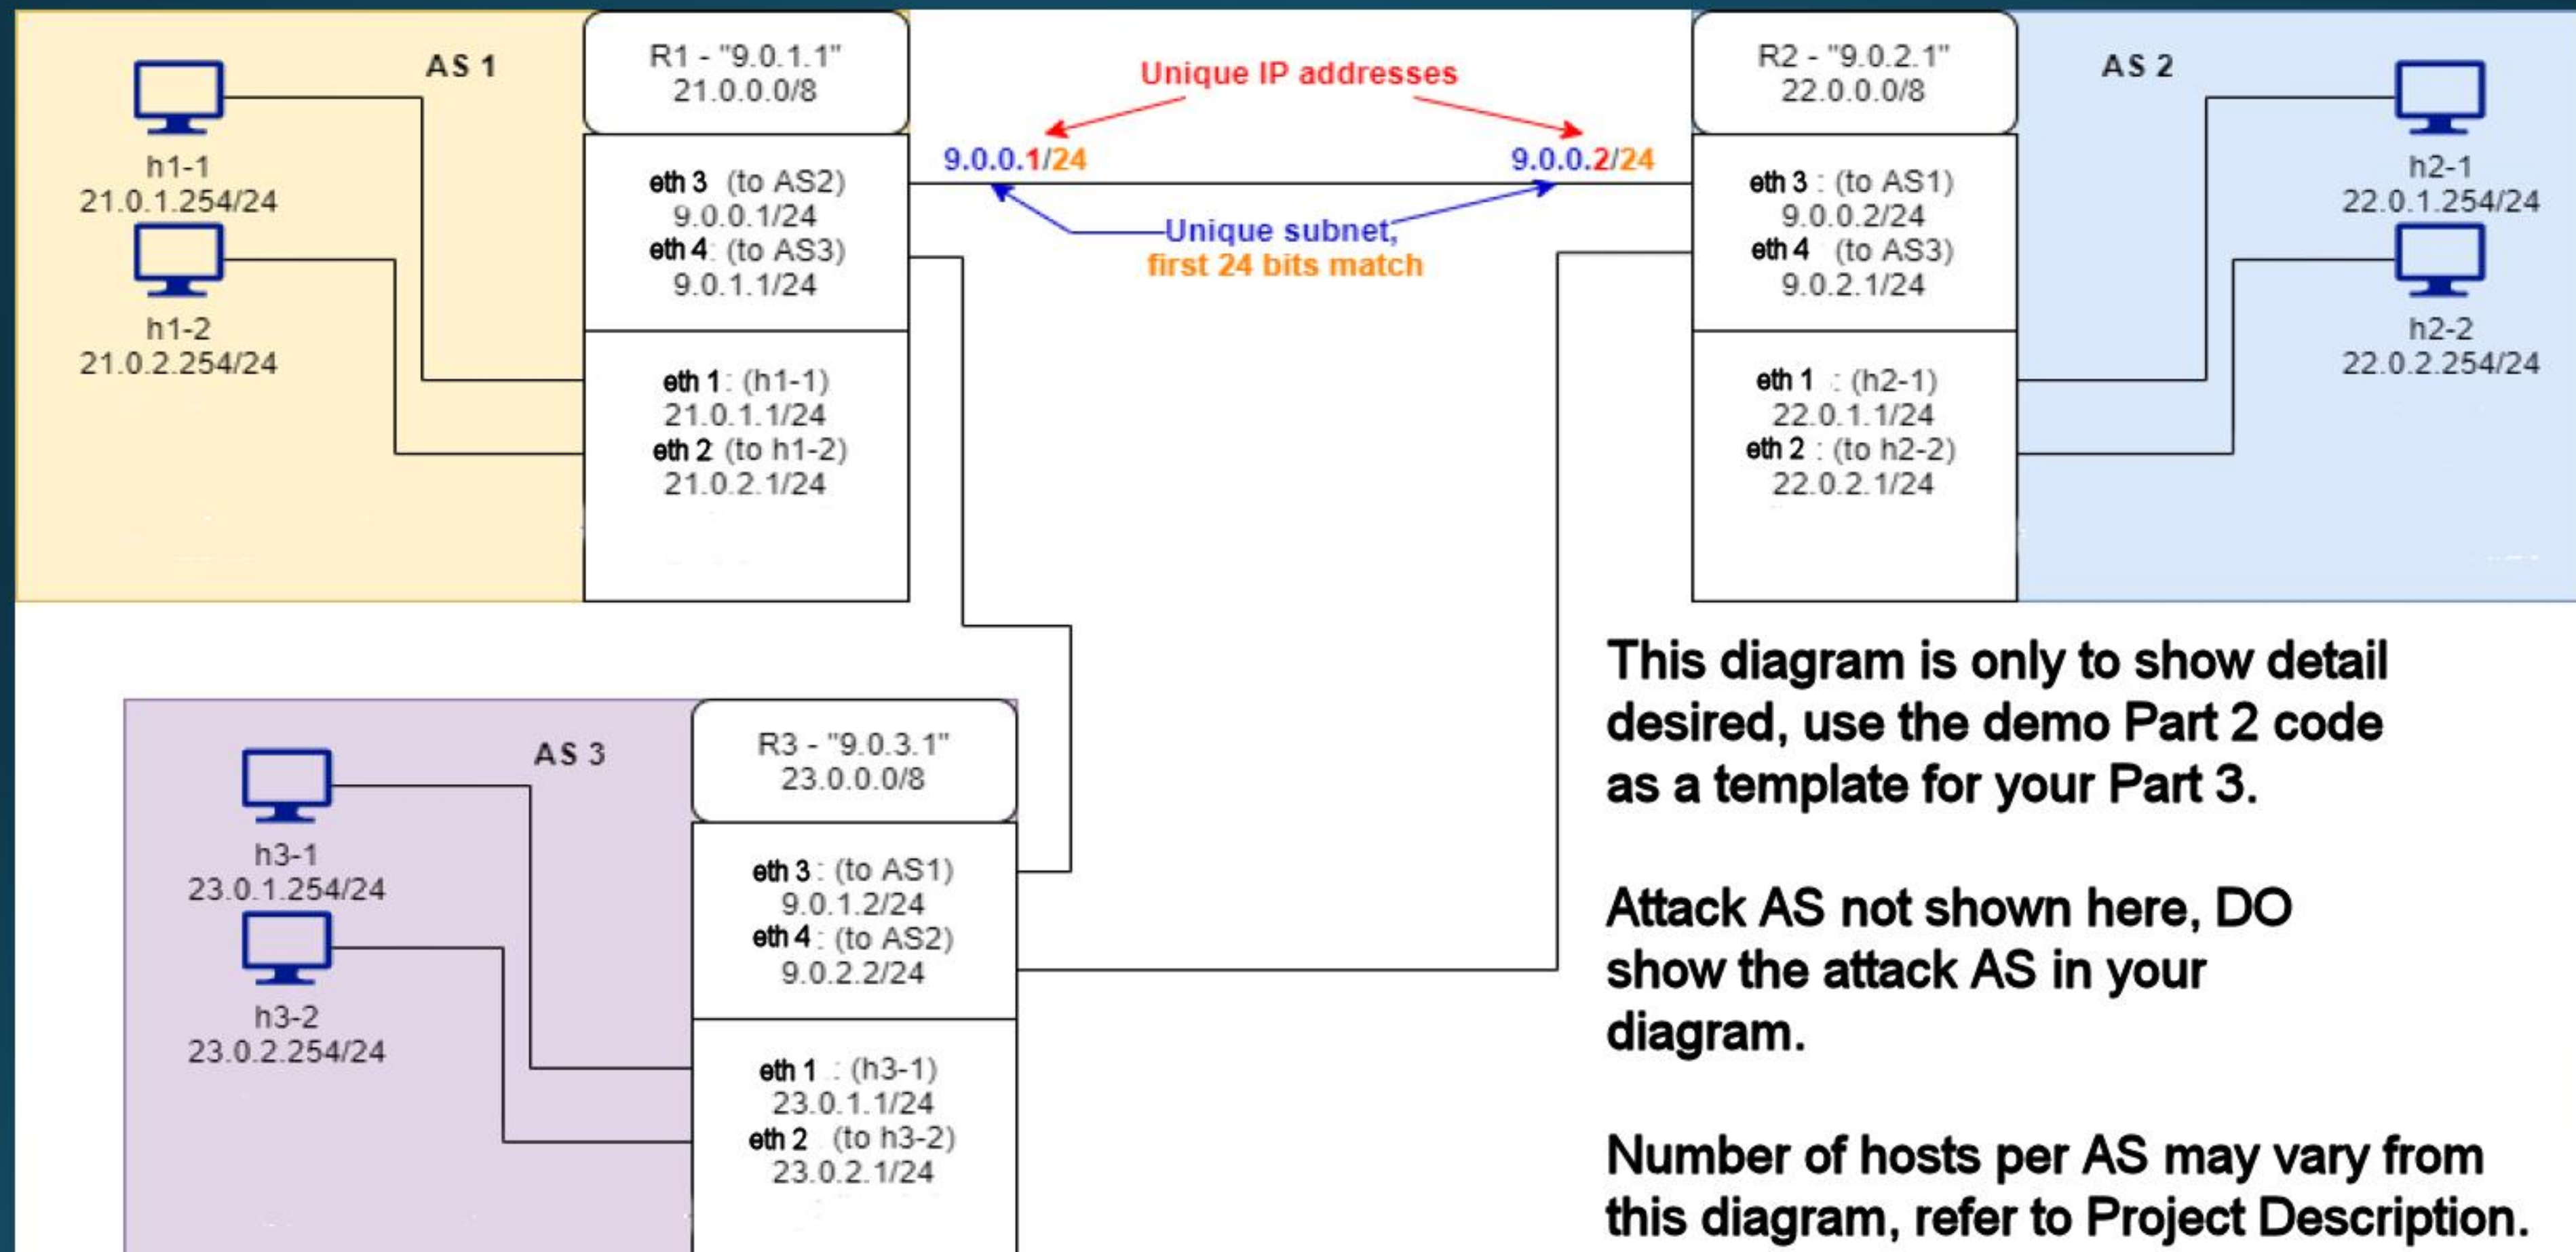 AS 1
h1-1
21.0.1.254/24
h1-2
21.0.2.254/24
R1 - "9.0.1.1"
21.0.0.0/8
eth 3 (to AS2)
9.0.0.1/24
eth 4: (to AS3)
9.0.1.1/24
eth 1: (h1-1)
21.0.1.1/24
eth 2 (to h1-2)
21.0.2.1/24
Unique IP addresses
9.0.0.1/24
9.0.0.2/24
Unique subnet,
first 24 bits match
R2 - "9.0.2.1"
22.0.0.0/8
eth 3 : (to AS1)
9.0.0.2/24
eth 4 (to AS3)
9.0.2.1/24
eth 1 : (h2-1)
22.0.1.1/24
eth 2 : (to h2-2)
22.0.2.1/24
AS 2
h2-1
22.0.1.254/24
h2-2
22.0.2.254/24
AS 3
h3-1
23.0.1.254/24
h3-2
23.0.2.254/24
R3 - "9.0.3.1"
23.0.0.0/8
eth 3 : (to AS1)
9.0.1.2/24
eth 4 : (to AS2)
9.0.2.2/24
eth 1 : (h3-1)
23.0.1.1/24
eth 2 (to h3-2)
23.0.2.1/24
This diagram is only to show detail
desired, use the demo Part 2 code
as a template for your Part 3.
Attack AS not shown here, DO
show the attack AS in your
diagram.
Number of hosts per AS may vary from
this diagram, refer to Project Description.